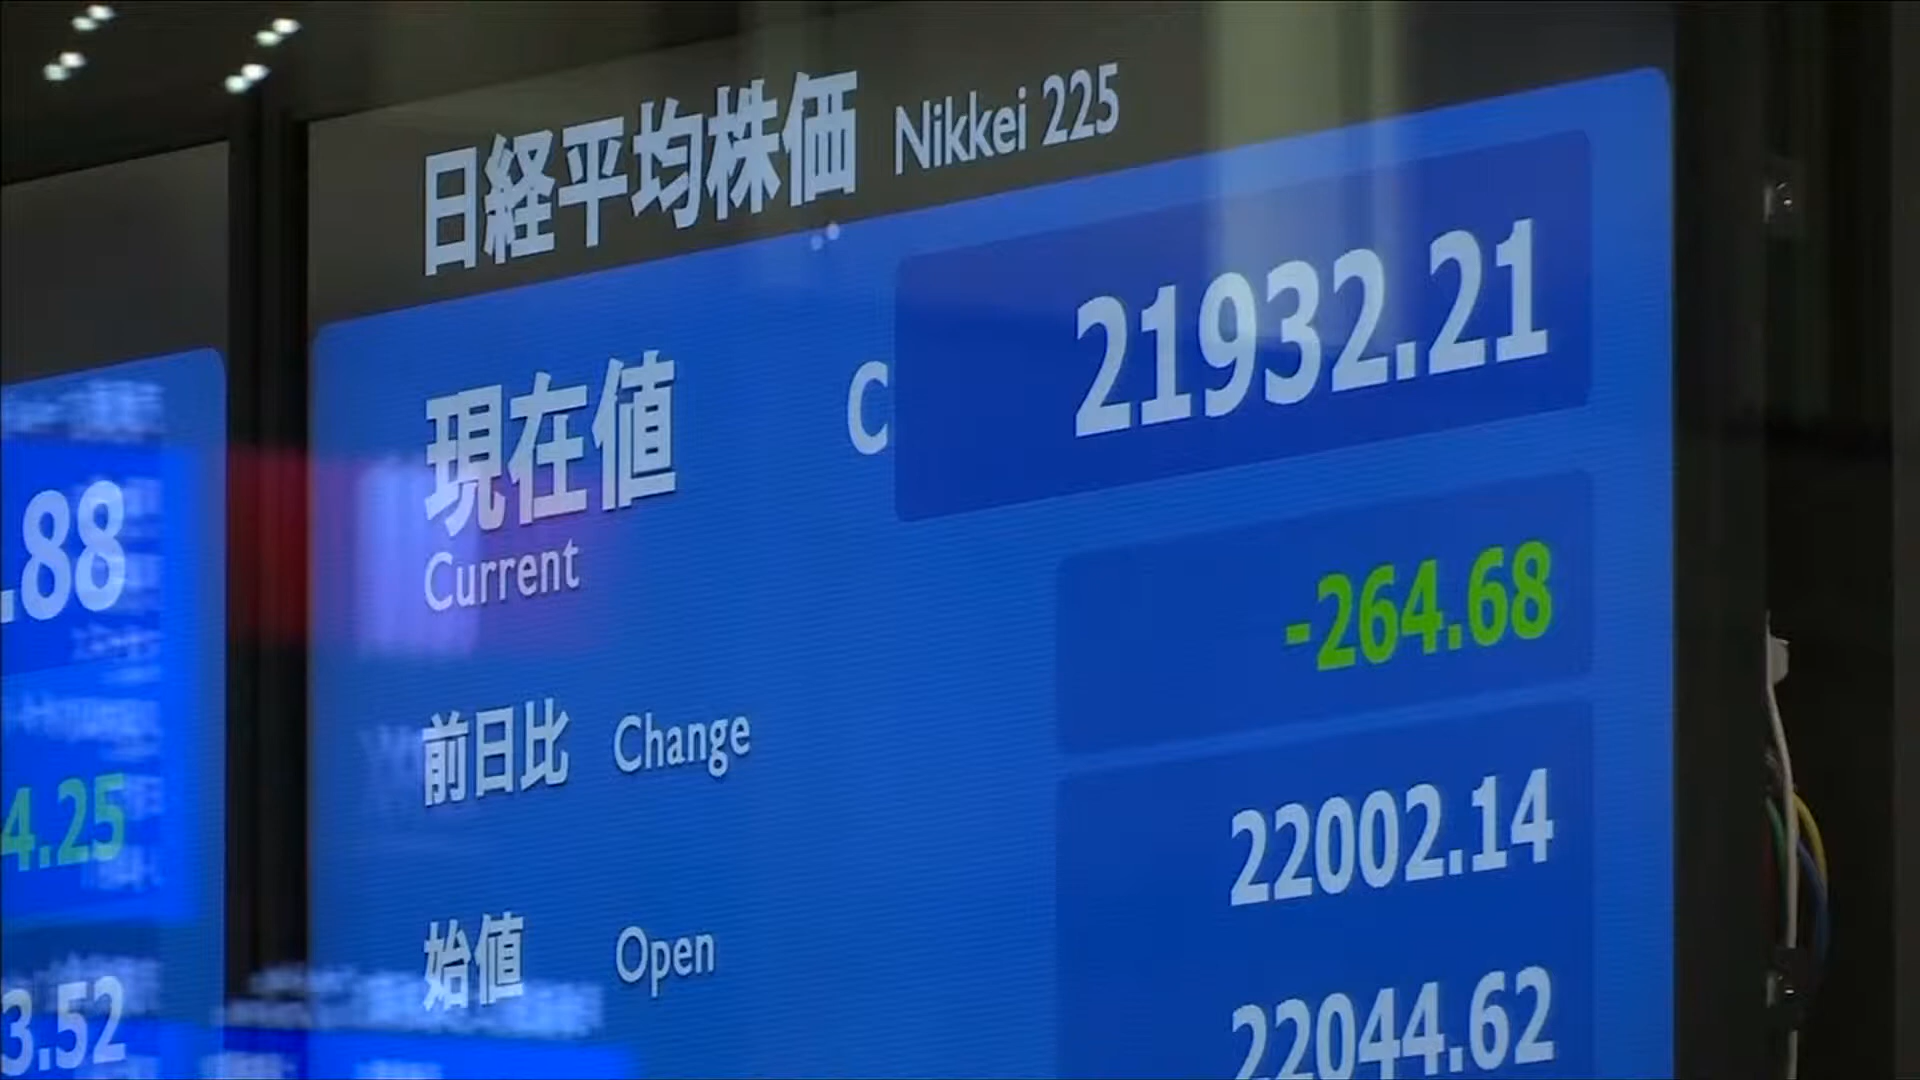 日経平均株価 Nikkei 225
現在値 C 21932.21
Current
-264.68
前日比 Change
22002.14
始値 Open
22044.62
.88
4.25
3.52